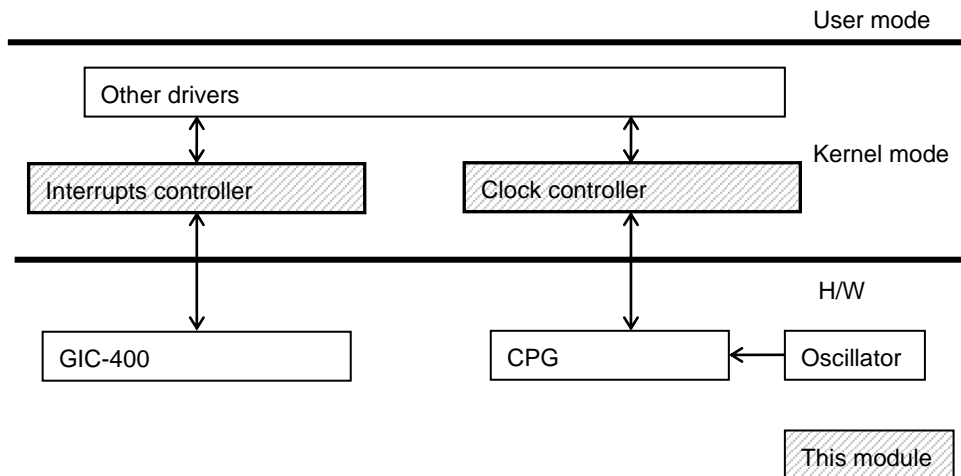 User mode
Other drivers
Kernel mode
Interrupts controller
Clock controller
H/W
GIC-400
CPG
Oscillator
This module